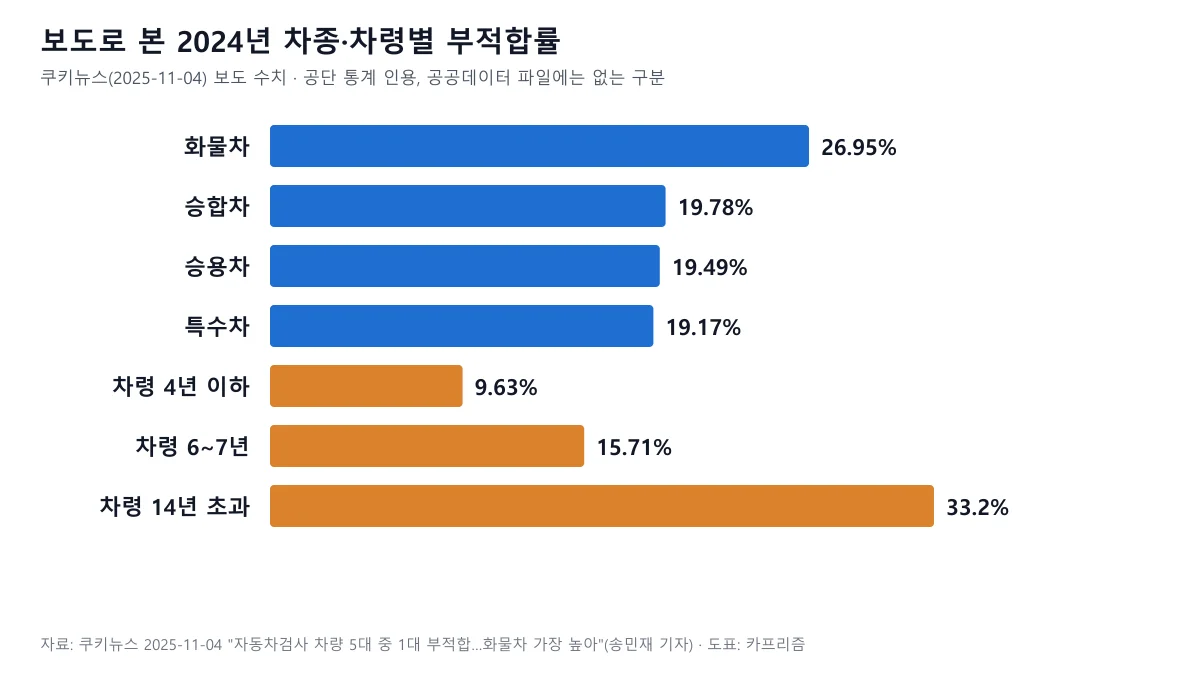 보도로 본 2024년 차종·차령별 부적합률
쿠키뉴스(2025-11-04) 보도 수치 · 공단 통계 인용, 공공데이터 파일에는 없는 구분
화물차 26.95%
승합차 19.78%
승용차 19.49%
특수차 19.17%
차령 4년 이하 9.63%
차령 6~7년 15.71%
차령 14년 초과 33.2%
자료: 쿠키뉴스 2025-11-04 "자동차검사 차량 5대 중 1대 부적합…화물차 가장 높아"(송민재 기자) · 도표: 카프리즘